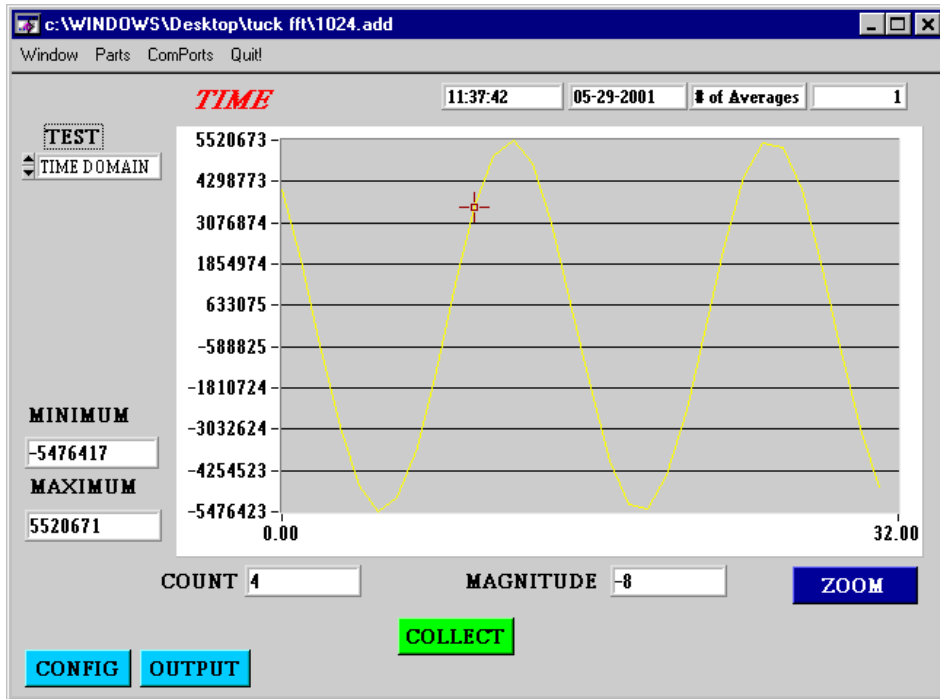 c:\WINDOWS\Desktop\tuck fft\1024.add
Window Parts ComPorts Quit!
TIME
11:37:42 05-29-2001 # of Averages 1
TEST
TIME DOMAIN
5520673
4298773
3076874
1854974
633075
-588825
-1810724
-3032624
-4254523
-5476423
0.00 32.00
MINIMUM
-5476417
MAXIMUM
5520671
COUNT 4 MAGNITUDE -8 ZOOM
COLLECT
CONFIG OUTPUT